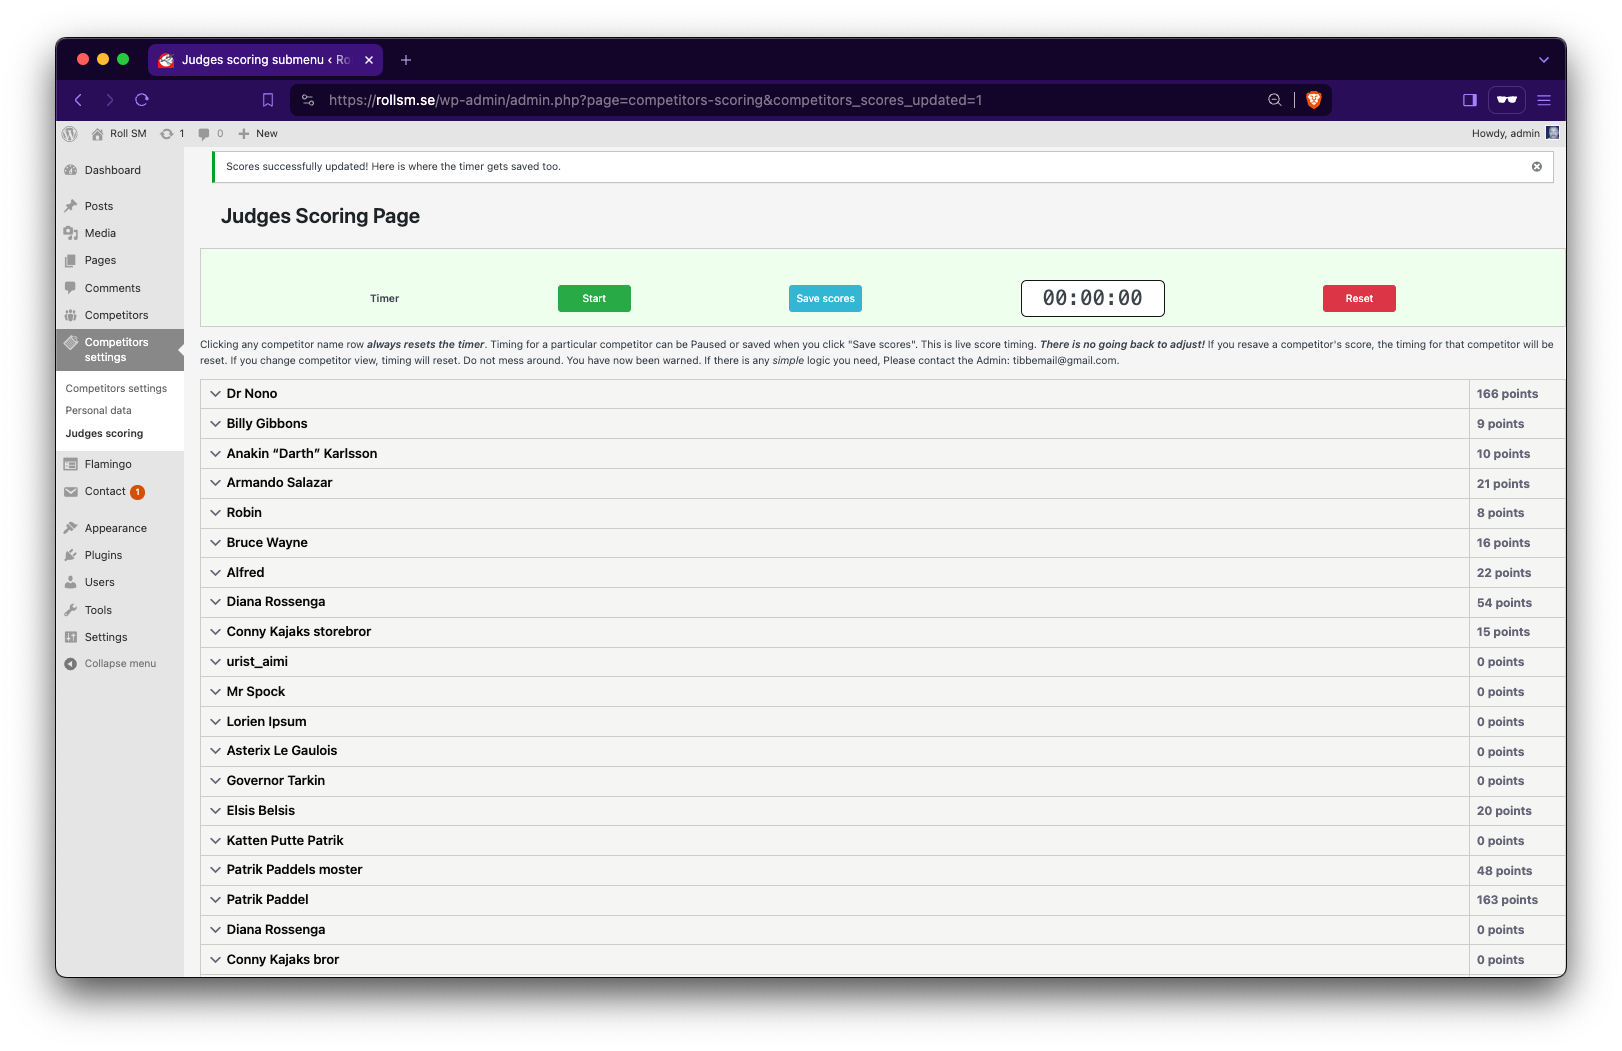 Judges scoring submenu ‹ Ro
https://rollsm.se/wp-admin/admin.php?page=competitors-scoring&competitors_scores_updated=1
Roll SM 1 0 New Howdy, admin
Scores successfully updated! Here is where the timer gets saved too.
Dashboard
Posts
Media
Pages
Comments
Competitors
Competitors
settings
Competitors settings
Personal data
Judges scoring
Flamingo
Contact 1
Appearance
Plugins
Users
Tools
Settings
Collapse menu
Judges Scoring Page
Timer Start Save scores 00:00:00 Reset
Clicking any competitor name row always resets the timer. Timing for a particular competitor can be Paused or saved when you click "Save scores". This is live score timing. There is no going back to adjust! If you resave a competitor's score, the timing for that competitor will be
reset. If you change competitor view, timing will reset. Do not mess around. You have now been warned. If there is any simple logic you need, Please contact the Admin: tibbemail@gmail.com.
Dr Nono 166 points
Billy Gibbons 9 points
Anakin “Darth” Karlsson 10 points
Armando Salazar 21 points
Robin 8 points
Bruce Wayne 16 points
Alfred 22 points
Diana Rossenga 54 points
Conny Kajaks storebror 15 points
urist_aimi 0 points
Mr Spock 0 points
Lorien Ipsum 0 points
Asterix Le Gaulois 0 points
Governor Tarkin 0 points
Elsis Belsis 20 points
Katten Putte Patrik 0 points
Patrik Paddels moster 48 points
Patrik Paddel 163 points
Diana Rossenga 0 points
Conny Kajaks bror 0 points